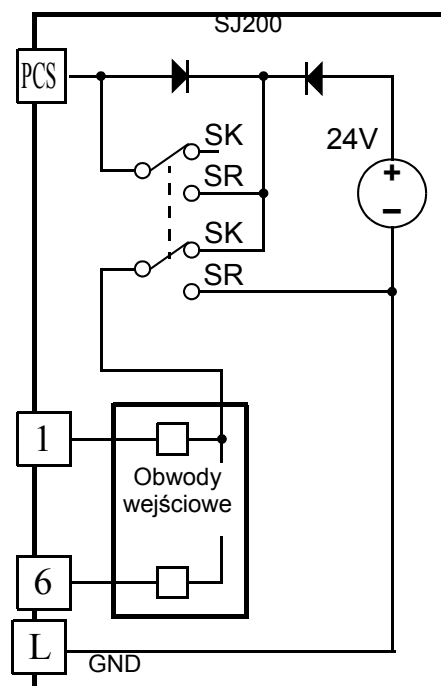 SJ200
PCS
SK
24V
SR
+
SK
–
SR
1
Obwody
wejściowe
6
L
GND